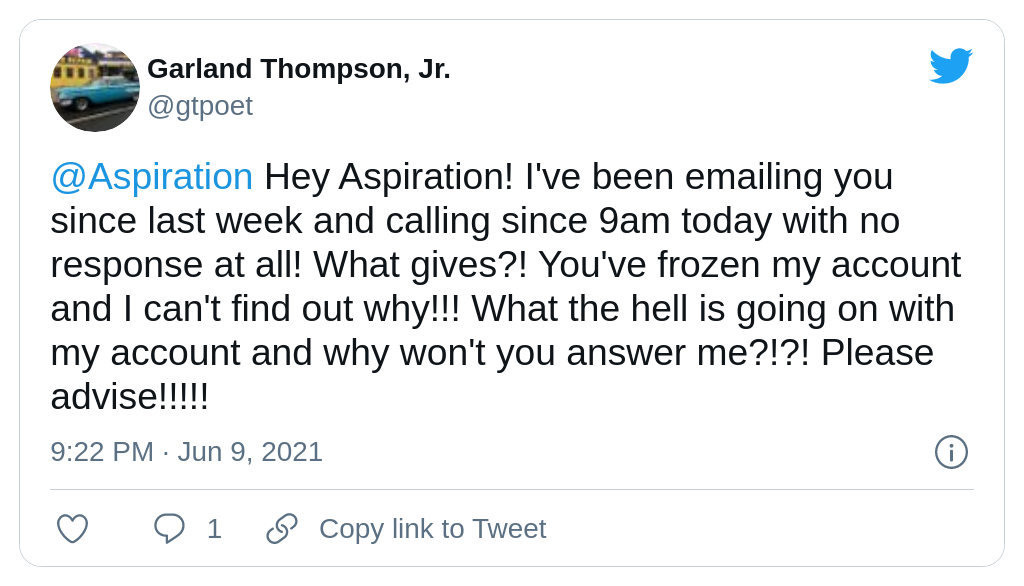 Garland Thompson, Jr.
@gtpoet
@Aspiration Hey Aspiration! I've been emailing you
since last week and calling since 9am today with no
response at all! What gives?! You've frozen my account
and I can't find out why!!! What the hell is going on with
my account and why won't you answer me?!?! Please
advise!!!!!
9:22 PM · Jun 9, 2021
1 Copy link to Tweet